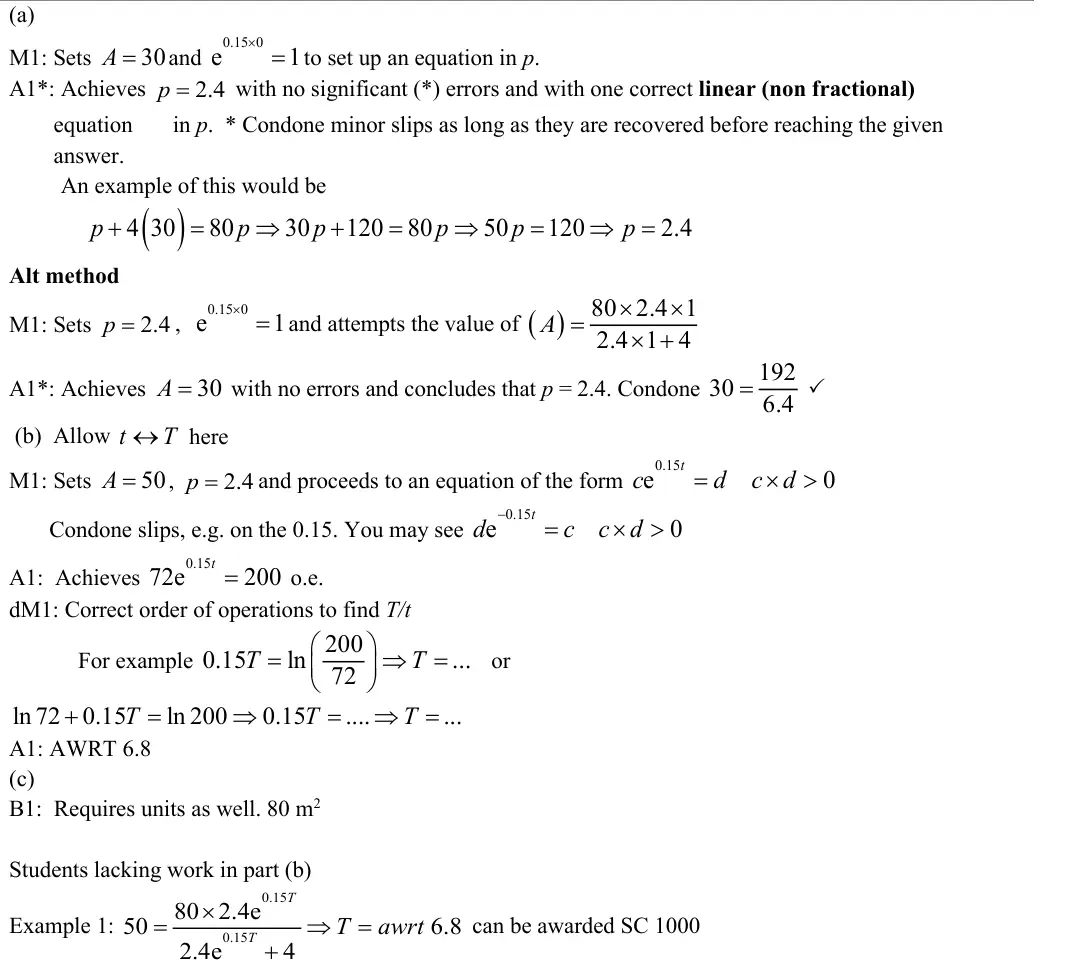 (a)
M1: Sets A = 30 and e^{0.15×0} = 1 to set up an equation in p.
A1*: Achieves p = 2.4 with no significant (*) errors and with one correct linear (non fractional)
equation in p. * Condone minor slips as long as they are recovered before reaching the given
answer.
An example of this would be
p + 4(30) = 80p ⇒ 30p + 120 = 80p ⇒ 50p = 120 ⇒ p = 2.4
Alt method
M1: Sets p = 2.4, e^{0.15×0} = 1 and attempts the value of (A) = \frac{80×2.4×1}{2.4×1+4}
A1*: Achieves A = 30 with no errors and concludes that p = 2.4. Condone 30 = \frac{192}{6.4} ✓
(b) Allow t ↔ T here
M1: Sets A = 50, p = 2.4 and proceeds to an equation of the form ce^{0.15t} = d c×d > 0
Condone slips, e.g. on the 0.15. You may see de^{−0.15t} = c c×d > 0
A1: Achieves 72e^{0.15t} = 200 o.e.
dM1: Correct order of operations to find T/t
For example 0.15T = ln(\frac{200}{72}) ⇒ T = ... or
ln 72 + 0.15T = ln 200 ⇒ 0.15T = .... ⇒ T = ...
A1: AWRT 6.8
(c)
B1: Requires units as well. 80 m²
Students lacking work in part (b)
Example 1: 50 = \frac{80×2.4e^{0.15T}}{2.4e^{0.15T}+4} ⇒ T = awrt 6.8 can be awarded SC 1000